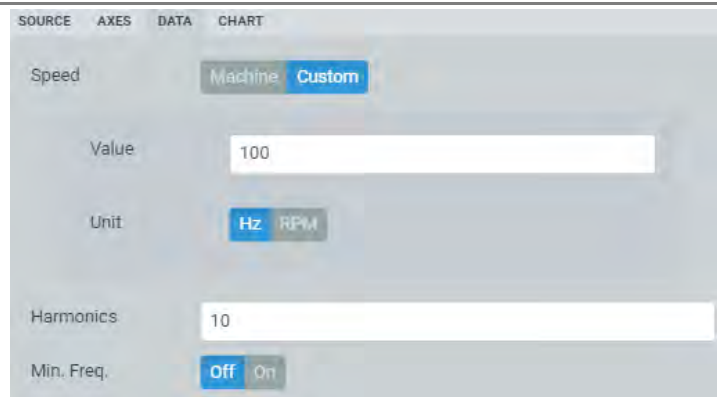 SOURCE AXES DATA CHART
Speed Machine Custom
Value 100
Unit Hz RPM
Harmonics 10
Min. Freq. Off On